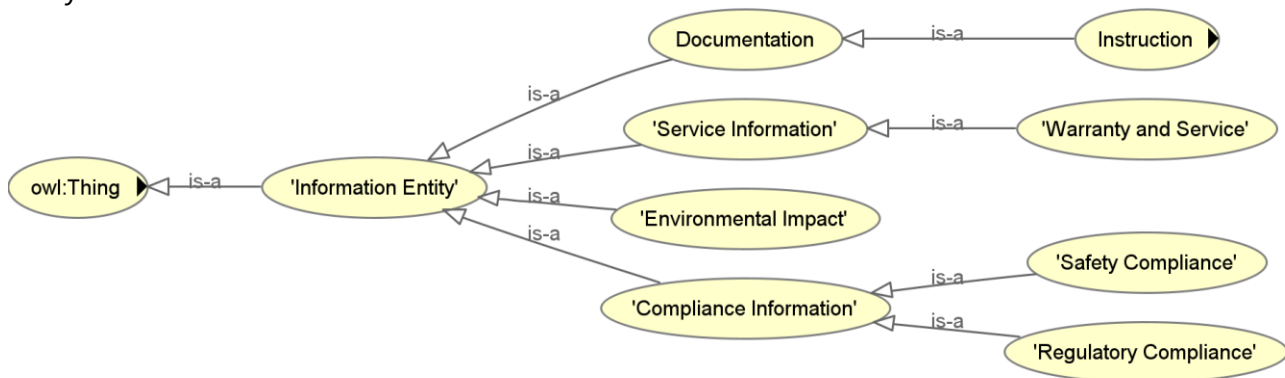 Documentation
is-a
Instruction
is-a
'Service Information'
is-a
'Warranty and Service'
is-a
owl:Thing
is-a
'Information Entity'
is-a
'Environmental Impact'
is-a
'Safety Compliance'
is-a
'Compliance Information'
is-a
'Regulatory Compliance'